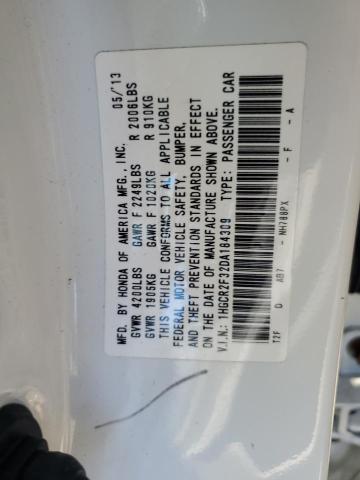 MFD. BY HONDA OF AMERICA MFG., INC. 05/'13
GVWR 4200LBS GAWR F 2249LBS R 2006LBS
GVWR 1905KG GAWR F 1020KG R 910KG
THIS VEHICLE CONFORMS TO ALL APPLICABLE
FEDERAL MOTOR VEHICLE SAFETY, BUMPER,
AND THEFT PREVENTION STANDARDS IN EFFECT
ON THE DATE OF MANUFACTURE SHOWN ABOVE.
V.I.N.: 1HGCR2F32DA184309 TYPE: PASSENGER CAR
T2F D AB7 - NH788PX - F - A